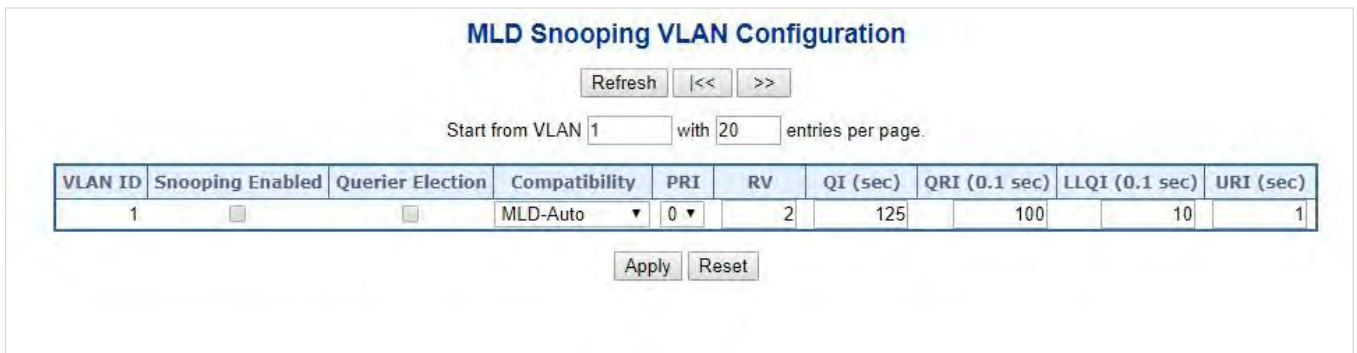 MLD Snooping VLAN Configuration
Refresh |<< >>
Start from VLAN 1 with 20 entries per page.
VLAN ID Snooping Enabled Querier Election Compatibility PRI RV QI (sec) QRI (0.1 sec) LLQI (0.1 sec) URI (sec)
1 MLD-Auto 0 2 125 100 10 1
Apply Reset